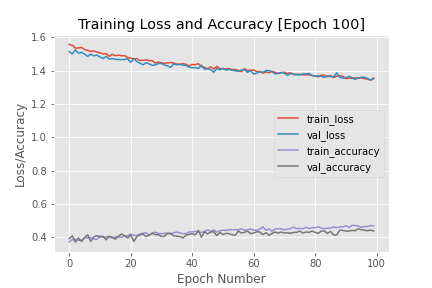 Training Loss and Accuracy [Epoch 100]
1.6
1.4
1.2
1.0
0.8
0.6
0.4
Loss/Accuracy
train_loss
val_loss
train_accuracy
val_accuracy
0 20 40 60 80 100
Epoch Number